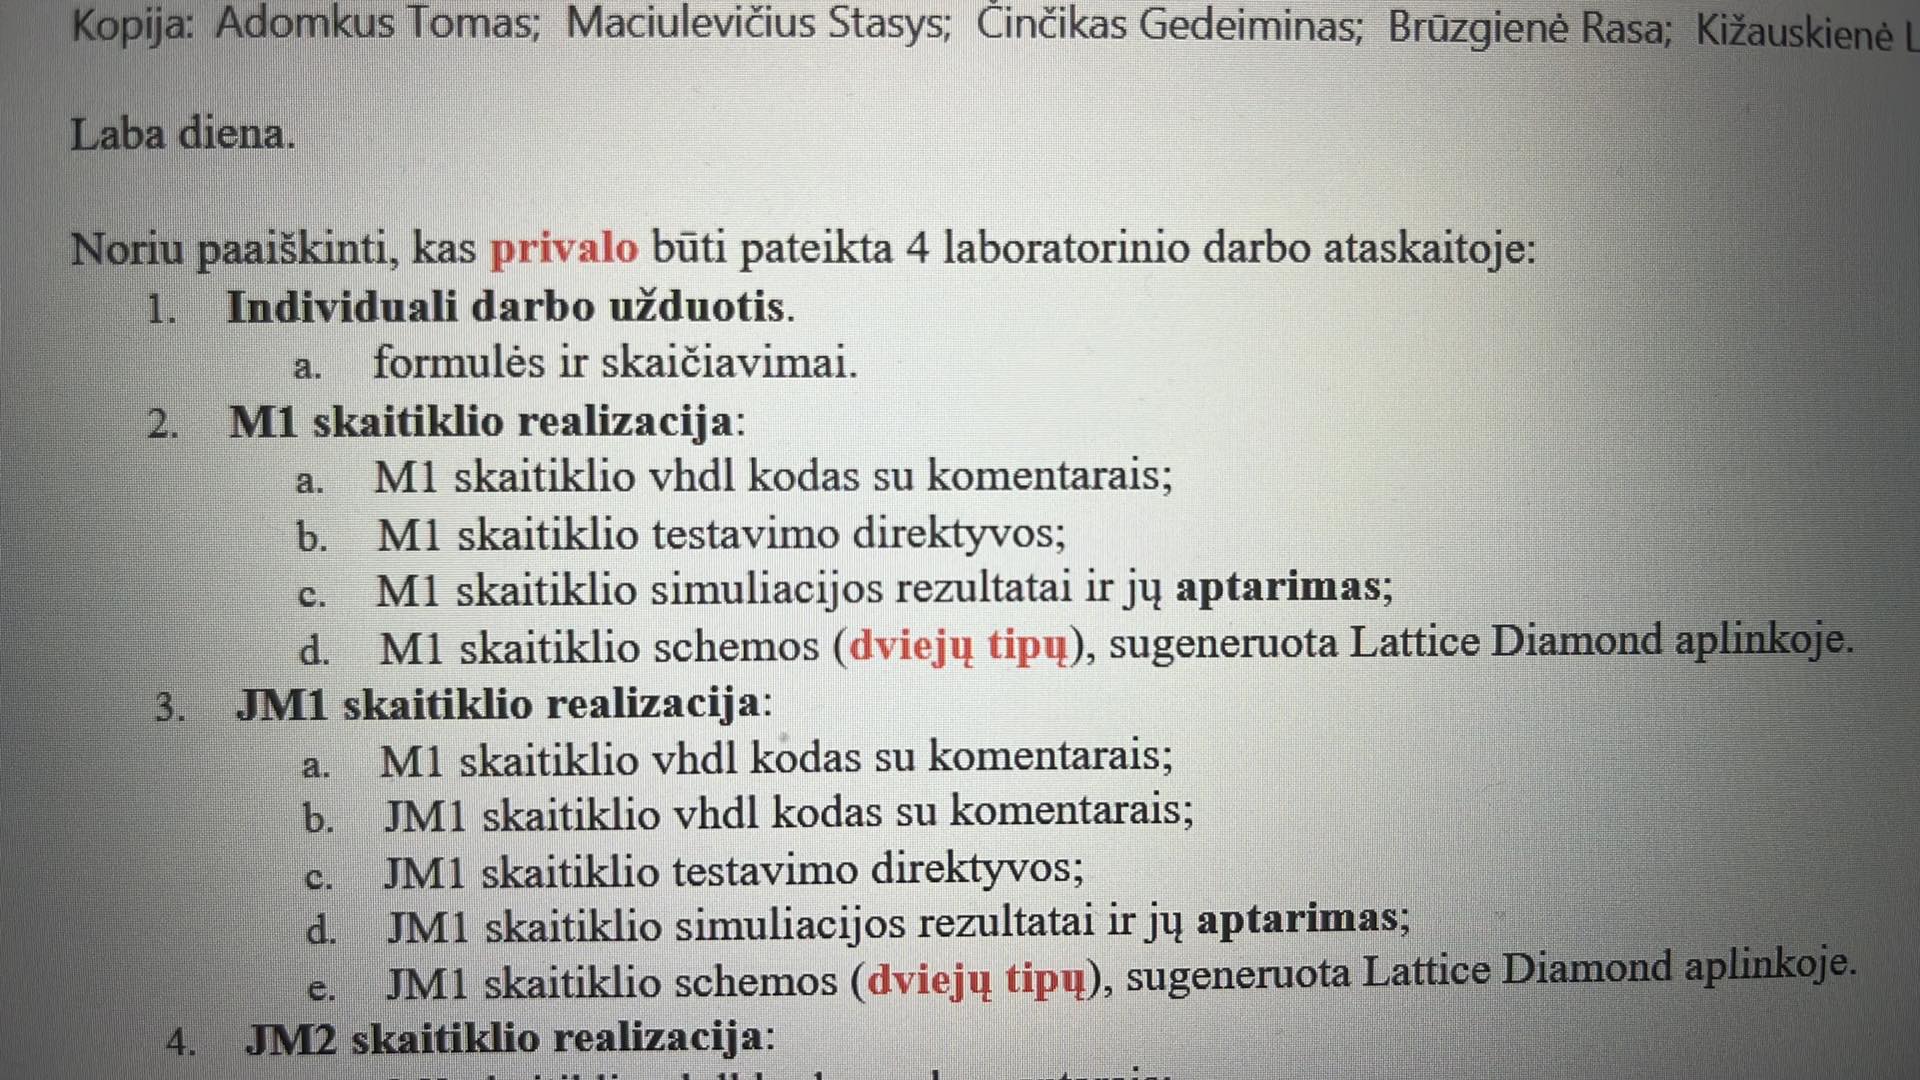 Kopija: Adomkus Tomas; Maciulevičius Stasys; Činčikas Gedeiminas; Brūzgienė Rasa; Kižauskienė L
Laba diena.
Noriu paaiškinti, kas privalo būti pateikta 4 laboratorinio darbo ataskaitoje:
1. Individuali darbo užduotis.
a. formulės ir skaičiavimai.
2. M1 skaitiklio realizacija:
a. M1 skaitiklio vhdl kodas su komentarais;
b. M1 skaitiklio testavimo direktyvos;
c. M1 skaitiklio simuliacijos rezultatai ir jų aptarimas;
d. M1 skaitiklio schemos (dviejų tipų), sugeneruota Lattice Diamond aplinkoje.
3. JM1 skaitiklio realizacija:
a. M1 skaitiklio vhdl kodas su komentarais;
b. JM1 skaitiklio vhdl kodas su komentarais;
c. JM1 skaitiklio testavimo direktyvos;
d. JM1 skaitiklio simuliacijos rezultatai ir jų aptarimas;
e. JM1 skaitiklio schemos (dviejų tipų), sugeneruota Lattice Diamond aplinkoje.
4. JM2 skaitiklio realizacija: